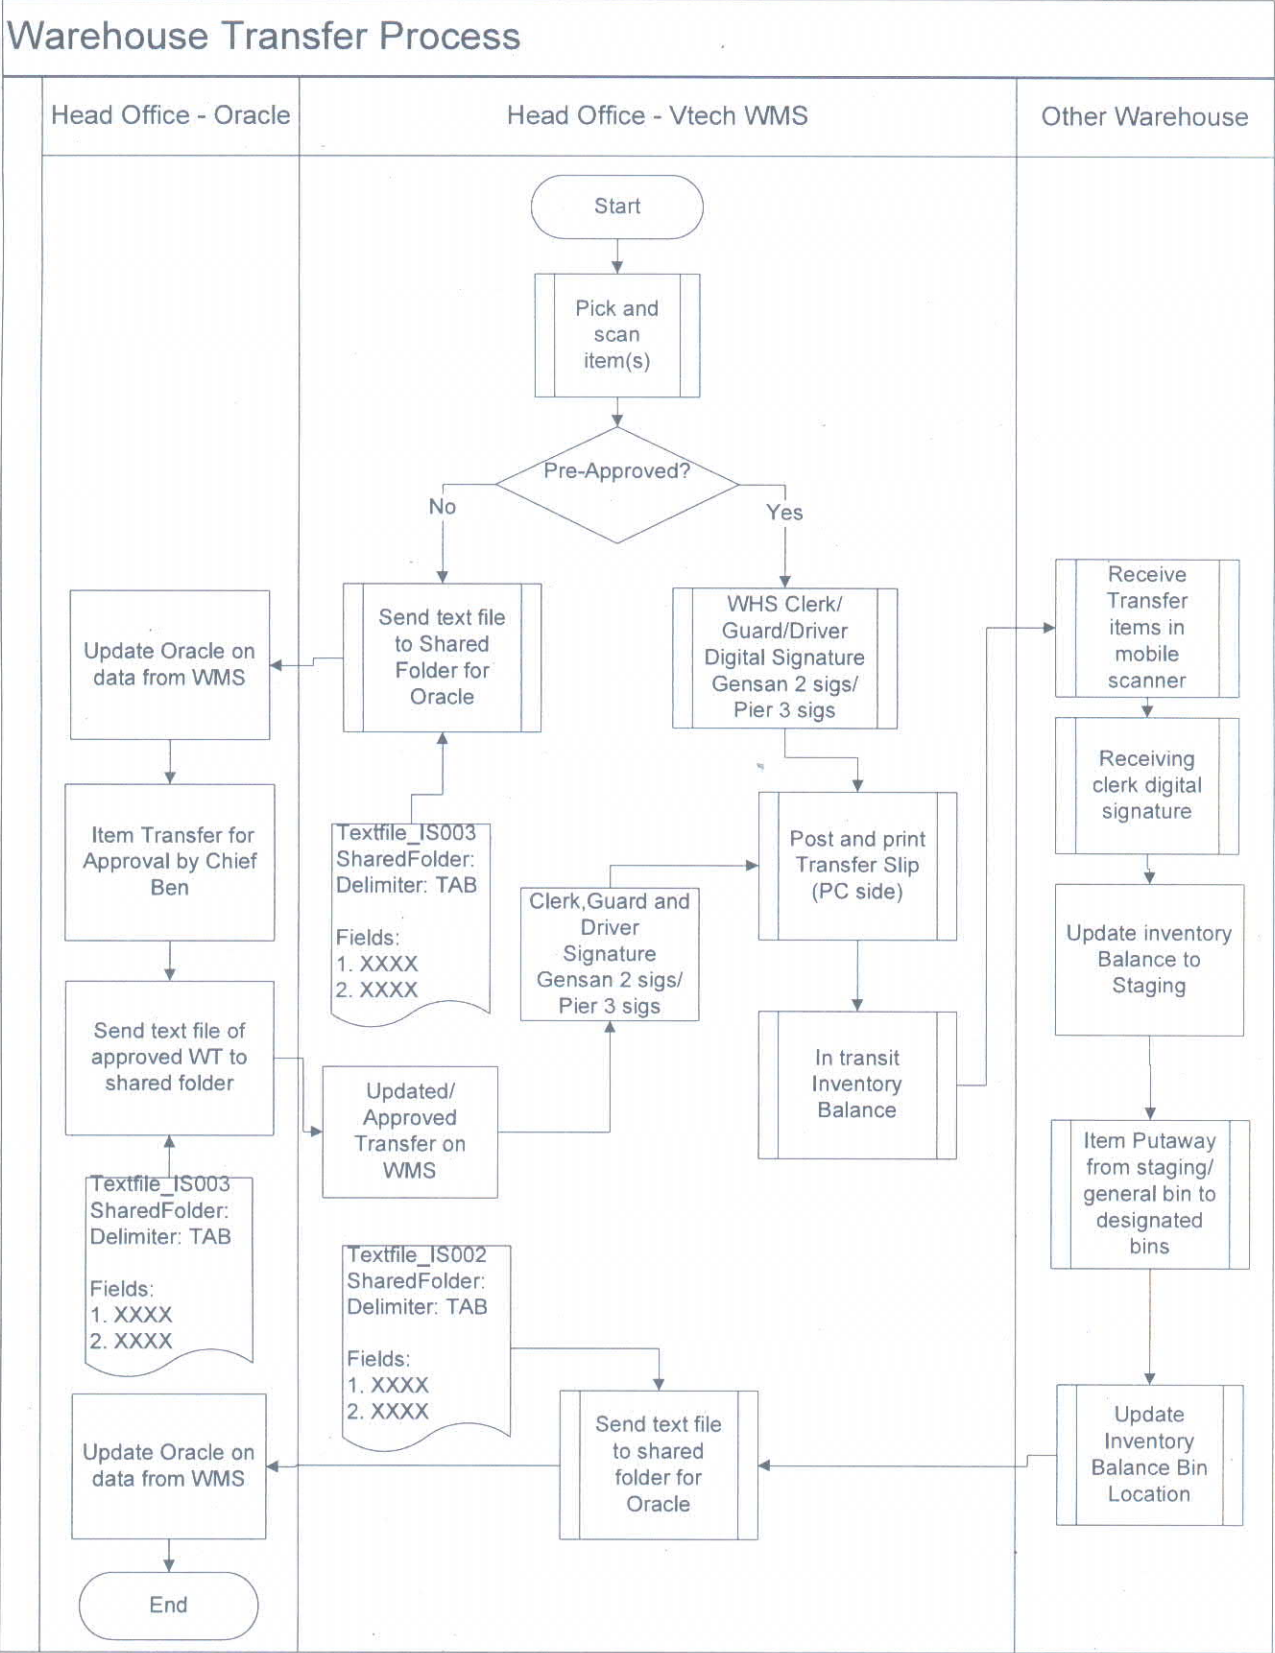 Warehouse Transfer Process
Head Office - Oracle
Head Office - Vtech WMS
Other Warehouse
Start
Pick and
scan
item(s)
Pre-Approved?
No
Yes
Send text file
to Shared
Folder for
Oracle
WHS Clerk/
Guard/Driver
Digital Signature
Gensan 2 sigs/
Pier 3 sigs
Receive
Transfer
items in
mobile
scanner
Update Oracle on
data from WMS
Receiving
clerk digital
signature
Item Transfer for
Approval by Chief
Ben
Textfile_IS003
SharedFolder:
Delimiter: TAB
Fields:
1. XXXX
2. XXXX
Clerk,Guard and
Driver
Signature
Gensan 2 sigs/
Pier 3 sigs
Post and print
Transfer Slip
(PC side)
Update inventory
Balance to
Staging
Send text file of
approved WT to
shared folder
Updated/
Approved
Transfer on
WMS
In transit
Inventory
Balance
Item Putaway
from staging/
general bin to
designated
bins
Textfile_IS003
SharedFolder:
Delimiter: TAB
Fields:
1. XXXX
2. XXXX
Textfile_IS002
SharedFolder:
Delimiter: TAB
Fields:
1. XXXX
2. XXXX
Update Oracle on
data from WMS
Send text file
to shared
folder for
Oracle
Update
Inventory
Balance Bin
Location
End